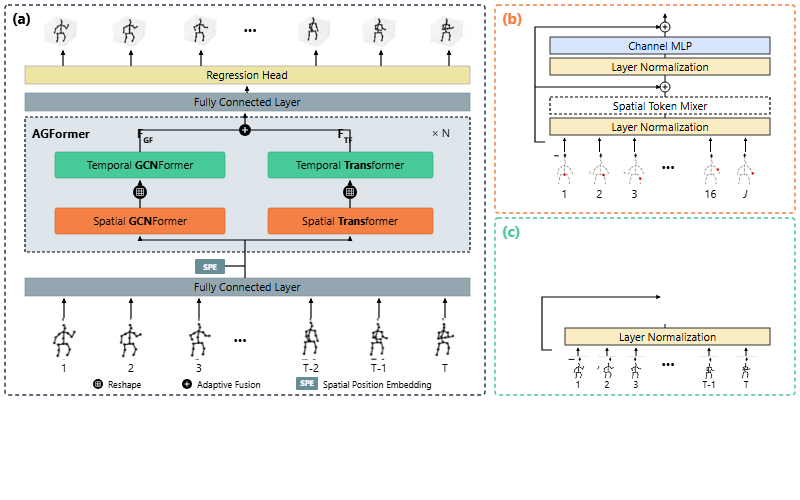 (a)
Regression Head
Fully Connected Layer
AGFormer
F GF
F TF
× N
Temporal GCNFormer
Temporal Transformer
Spatial GCNFormer
Spatial Transformer
SPE
Fully Connected Layer
1 2 3 T-2 T-1 T
Reshape
Adaptive Fusion
SPE Spatial Position Embedding
(b)
Channel MLP
Layer Normalization
Spatial Token Mixer
Layer Normalization
1 2 3 16 J
(c)
Layer Normalization
1 2 3 T-1 T